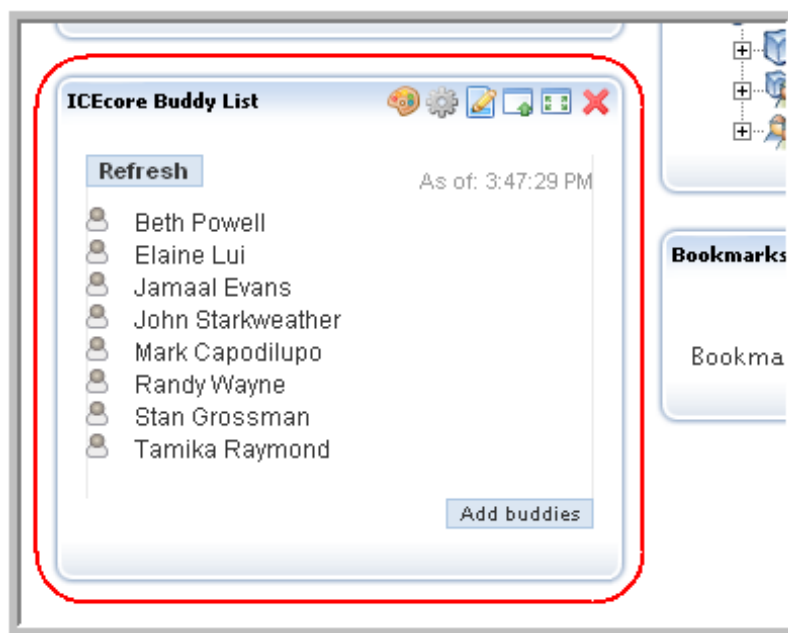 ICEcore Buddy List
Refresh
As of: 3:47:29 PM
Beth Powell
Elaine Lui
Jamaal Evans
John Starkweather
Mark Capodilupo
Randy Wayne
Stan Grossman
Tamika Raymond
Add buddies
Bookmarks
Bookma